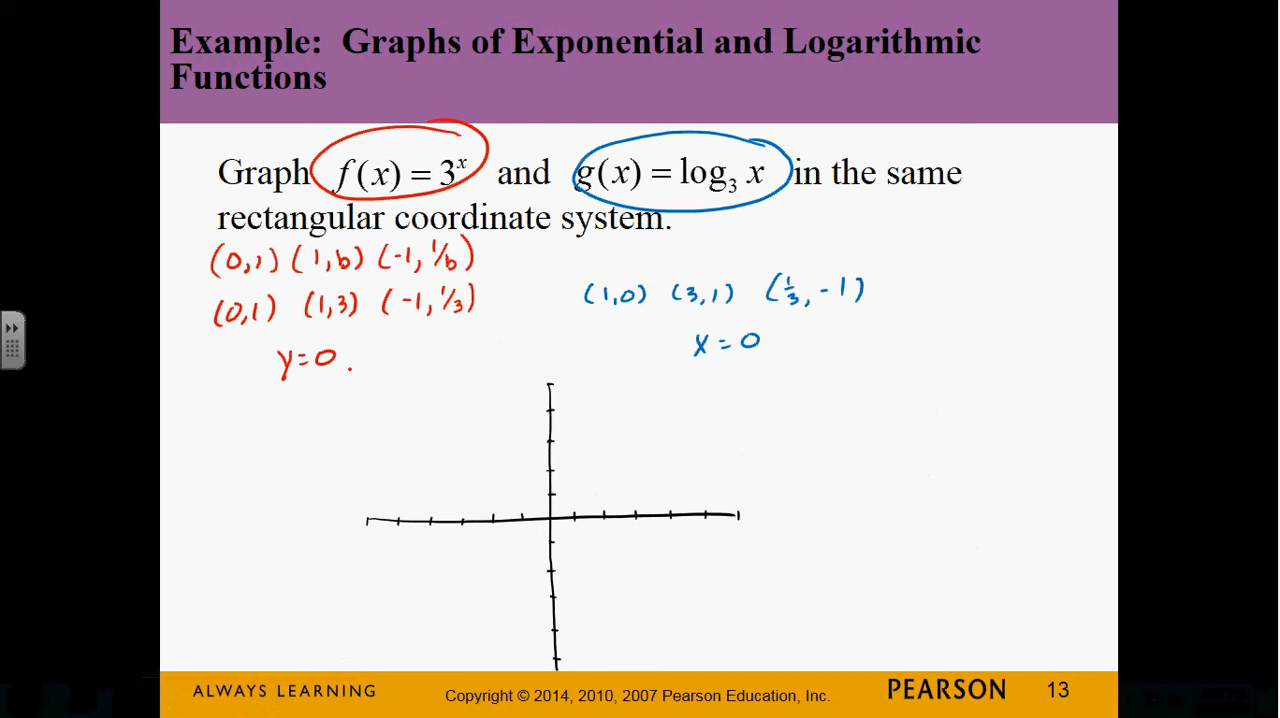 Example: Graphs of Exponential and Logarithmic
Functions
Graph f(x) = 3ˣ and g(x) = log₃ x in the same
rectangular coordinate system.
(0,1) (1,b) (-1, 1/b)
(0,1) (1,3) (-1, 1/3)
y=0
(1,0) (3,1) (1/3, -1)
x = 0
ALWAYS LEARNING
Copyright © 2014, 2010, 2007 Pearson Education, Inc.
PEARSON
13